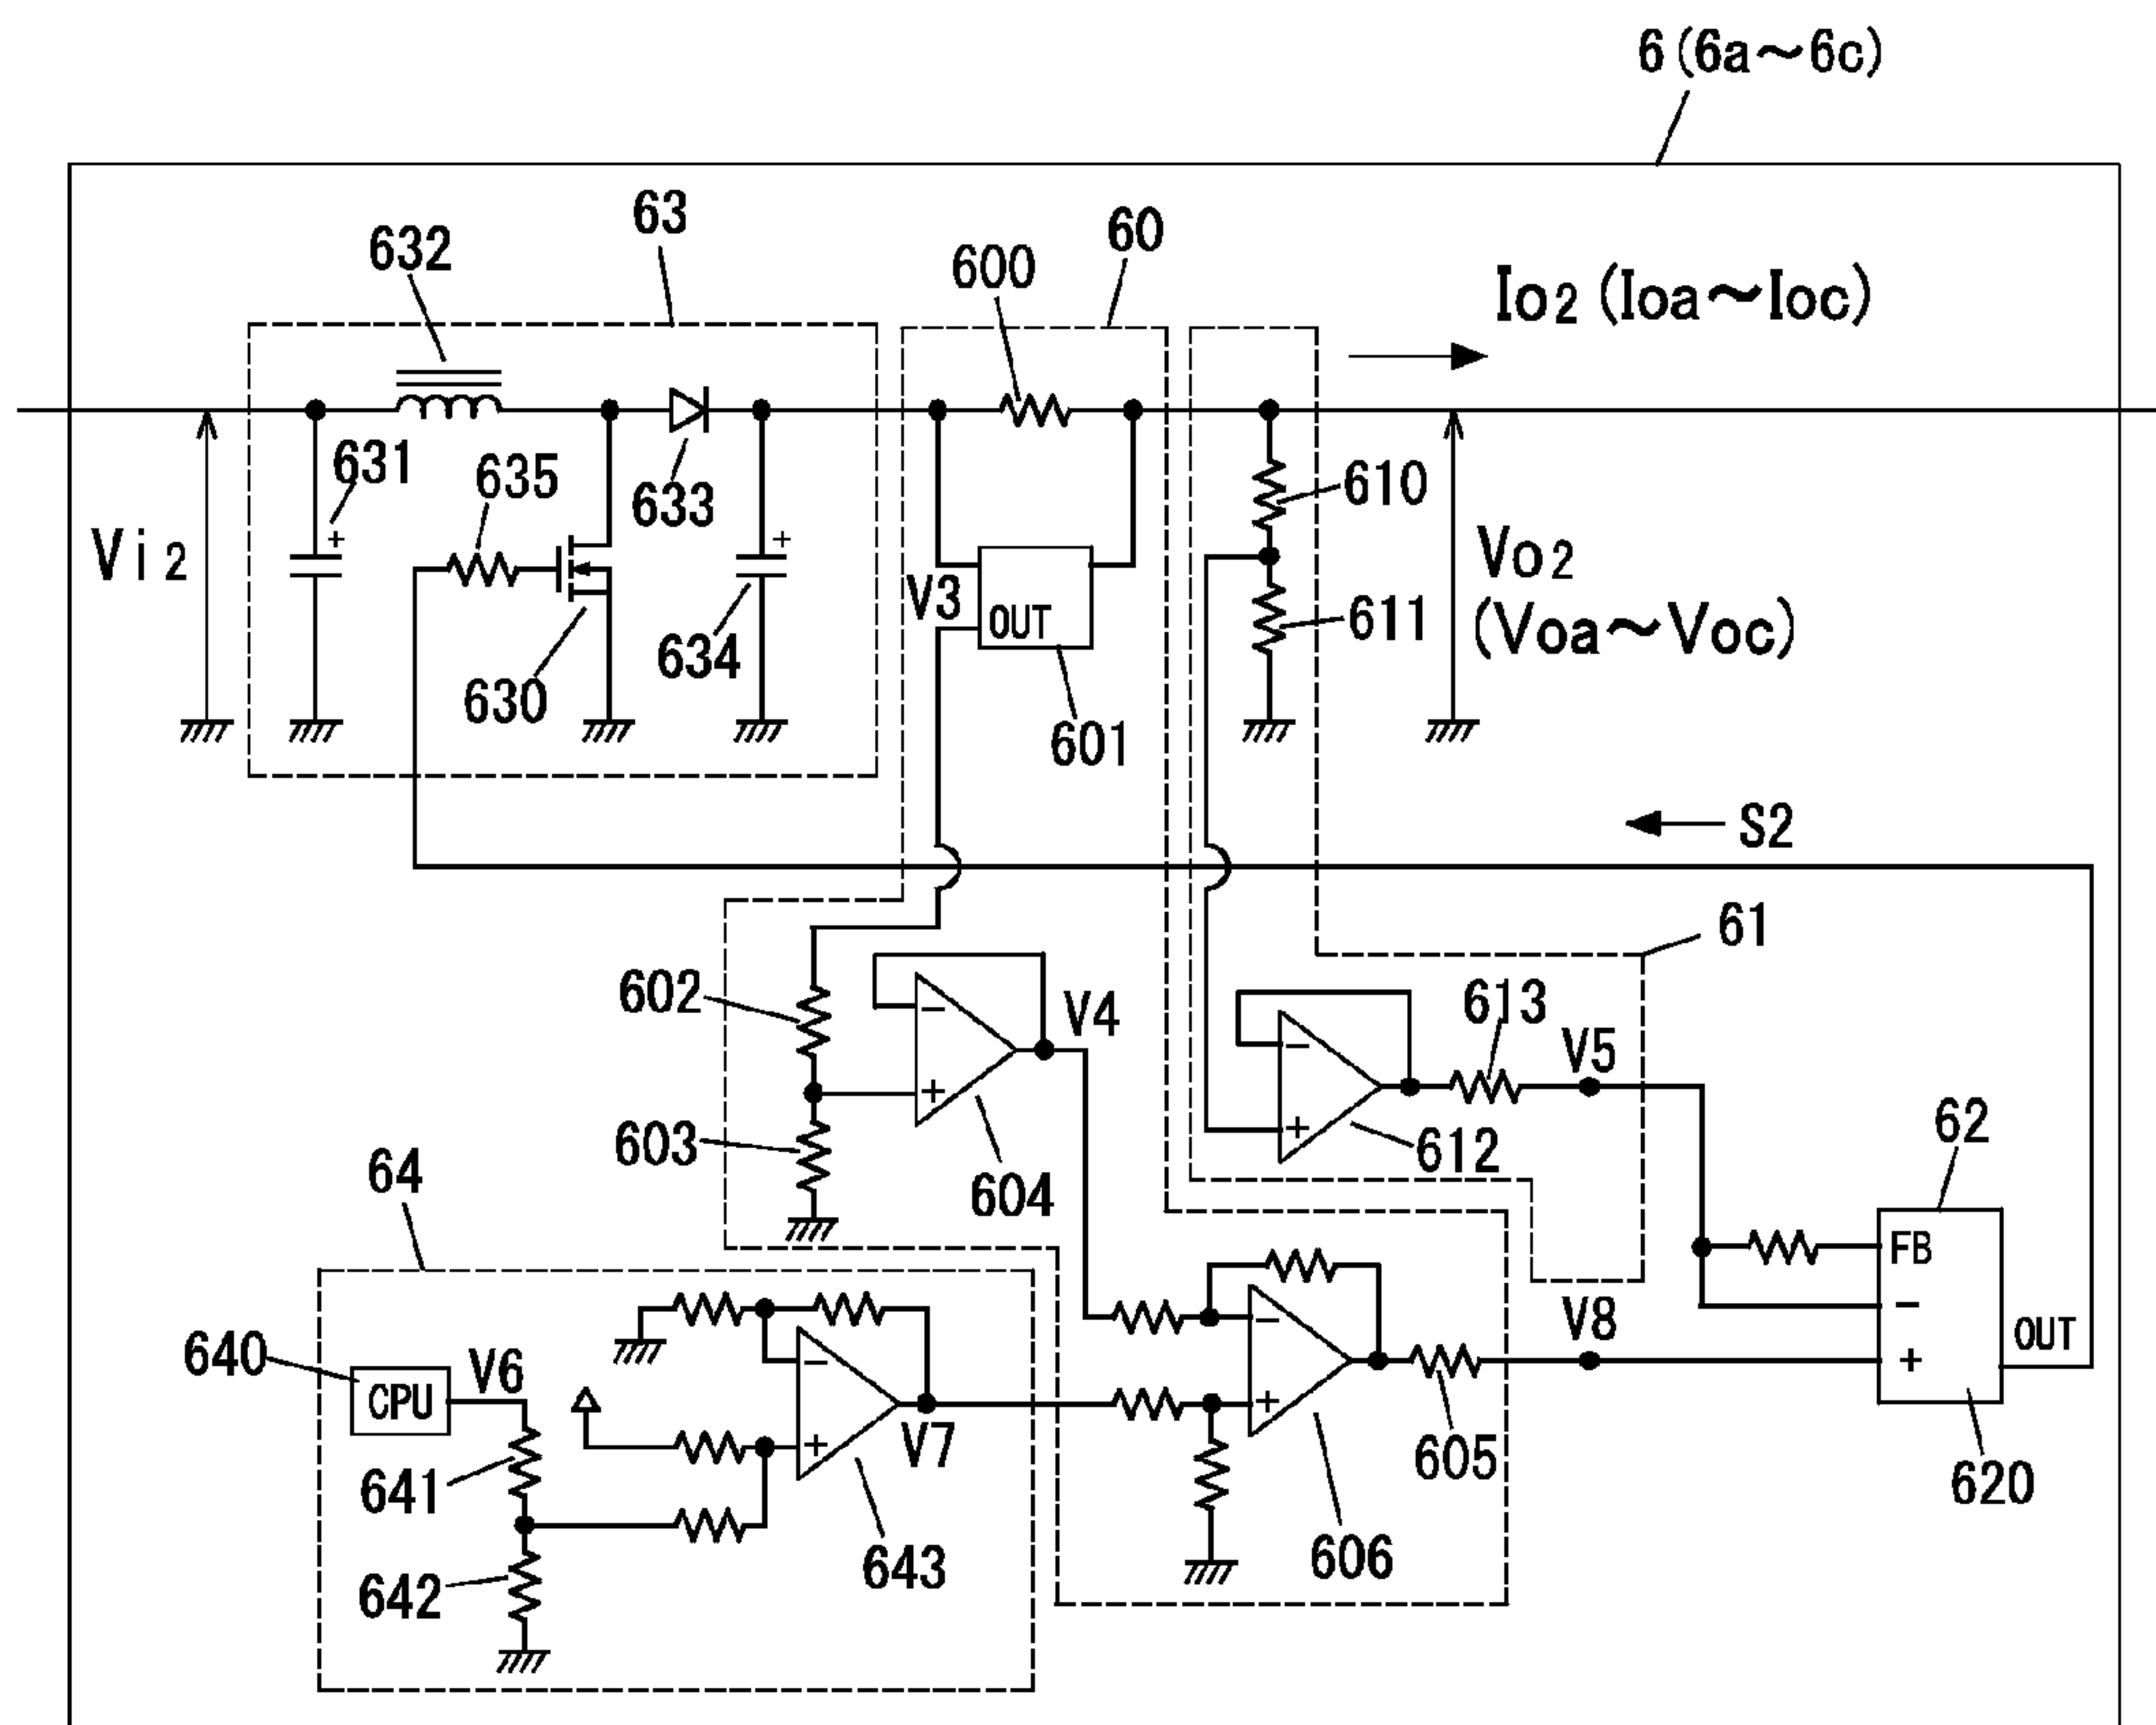 6 (6a～6c)
63
60
632
600
Io2 (Ioa～Ioc)
631
635
633
610
Vi2
+
+
V3
OUT
Vo2
(Voa～Voc)
611
634
630
601
S2
61
602
−
V4
613
V5
−
+
603
604
+
612
62
64
FB
−
V8
−
OUT
640
CPU
V6
−
+
+
V7
+
605
641
620
606
643
642